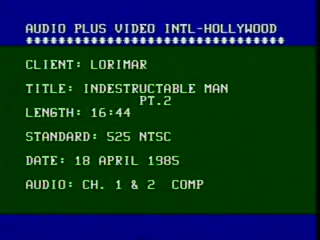 AUDIO PLUS VIDEO INTL-HOLLYWOOD
********************************
CLIENT: LORIMAR
TITLE: INDESTRUCTABLE MAN
PT.2
LENGTH: 16:44
STANDARD: 525 NTSC
DATE: 18 APRIL 1985
AUDIO: CH. 1 & 2 COMP